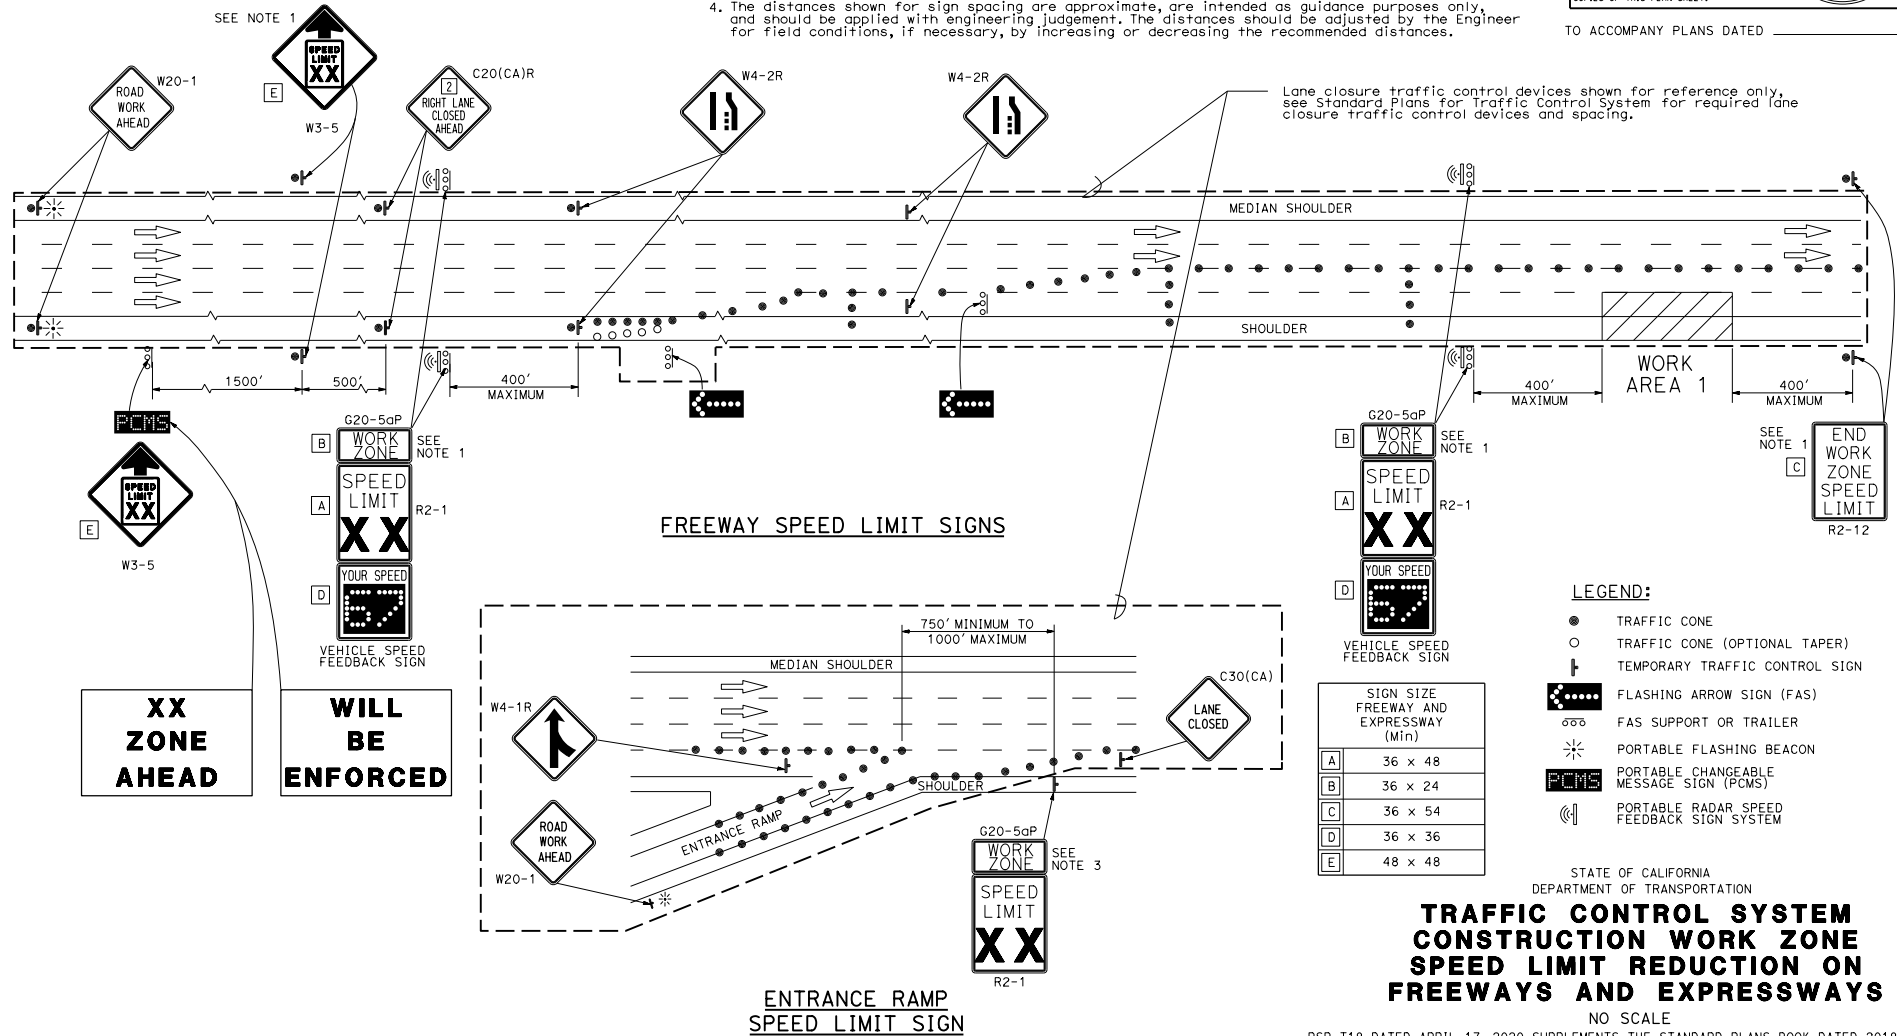 4. The distances shown for sign spacing are approximate, are intended as guidance purposes only,
and should be applied with engineering judgement. The distances should be adjusted by the Engineer
for field conditions, if necessary, by increasing or decreasing the recommended distances.
TO ACCOMPANY PLANS DATED
SEE NOTE 1
SPEED
LIMIT
XX
E
W3-5
W20-1
ROAD
WORK
AHEAD
C20(CA)R
2
RIGHT LANE
CLOSED
AHEAD
W4-2R
W4-2R
Lane closure traffic control devices shown for reference only,
see Standard Plans for Traffic Control System for required lane
closure traffic control devices and spacing.
MEDIAN SHOULDER
SHOULDER
1500'
500'
400'
MAXIMUM
WORK
AREA 1
400'
MAXIMUM
400'
MAXIMUM
PCMS
SPEED
LIMIT
XX
E
W3-5
G20-5aP
B
WORK
ZONE
SEE
NOTE 1
A
SPEED
LIMIT
XX
R2-1
D
YOUR SPEED
67
VEHICLE SPEED
FEEDBACK SIGN
FREEWAY SPEED LIMIT SIGNS
G20-5aP
B
WORK
ZONE
SEE
NOTE 1
A
SPEED
LIMIT
XX
R2-1
D
YOUR SPEED
67
VEHICLE SPEED
FEEDBACK SIGN
SEE
NOTE 1
C
END
WORK
ZONE
SPEED
LIMIT
R2-12
XX
ZONE
AHEAD
WILL
BE
ENFORCED
750' MINIMUM TO
1000' MAXIMUM
MEDIAN SHOULDER
W4-1R
C30(CA)
LANE
CLOSED
SHOULDER
ENTRANCE RAMP
ROAD
WORK
AHEAD
W20-1
G20-5aP
WORK
ZONE
SEE
NOTE 3
SPEED
LIMIT
XX
R2-1
ENTRANCE RAMP
SPEED LIMIT SIGN
SIGN SIZE
FREEWAY AND
EXPRESSWAY
(Min)
A 36 x 48
B 36 x 24
C 36 x 54
D 36 x 36
E 48 x 48
LEGEND:
TRAFFIC CONE
TRAFFIC CONE (OPTIONAL TAPER)
TEMPORARY TRAFFIC CONTROL SIGN
FLASHING ARROW SIGN (FAS)
FAS SUPPORT OR TRAILER
PORTABLE FLASHING BEACON
PCMS PORTABLE CHANGEABLE
MESSAGE SIGN (PCMS)
PORTABLE RADAR SPEED
FEEDBACK SIGN SYSTEM
STATE OF CALIFORNIA
DEPARTMENT OF TRANSPORTATION
TRAFFIC CONTROL SYSTEM
CONSTRUCTION WORK ZONE
SPEED LIMIT REDUCTION ON
FREEWAYS AND EXPRESSWAYS
NO SCALE